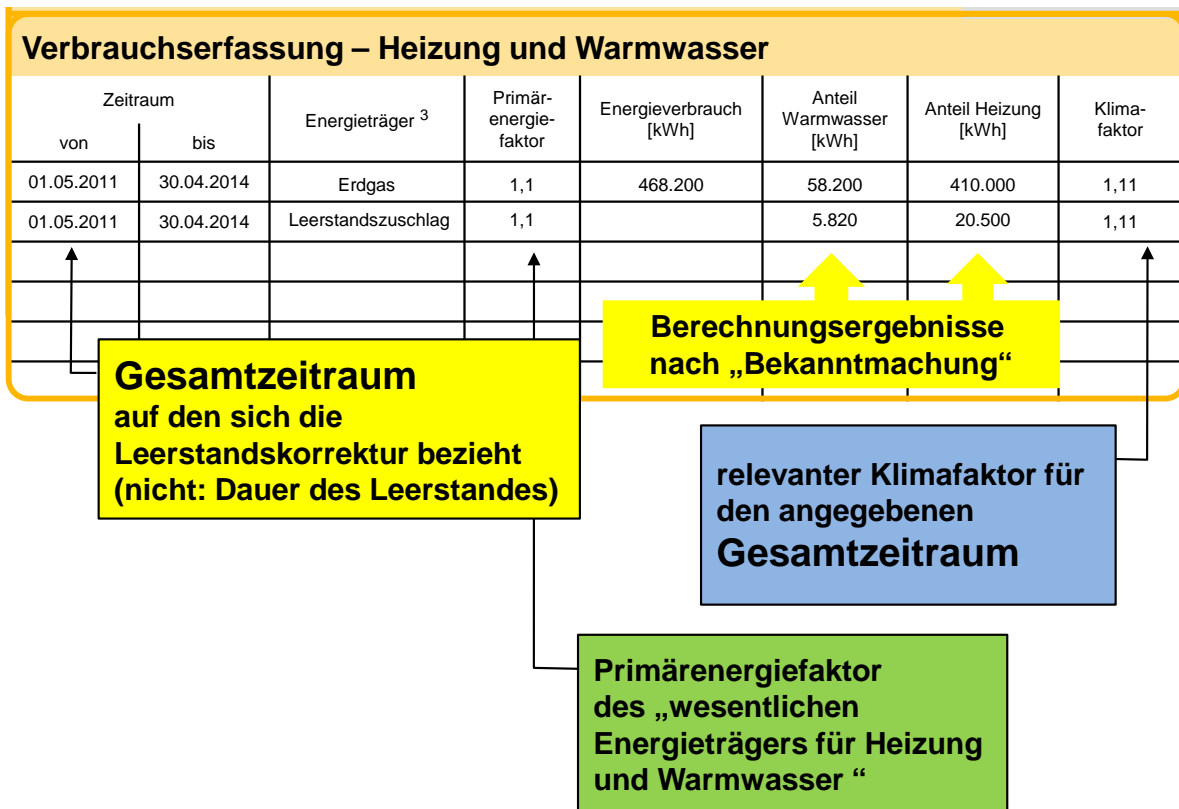 Verbrauchserfassung – Heizung und Warmwasser
Zeitraum
von bis
Energieträger 3
Primär-
energie-
faktor
Energieverbrauch
[kWh]
Anteil
Warmwasser
[kWh]
Anteil Heizung
[kWh]
Klima-
faktor
01.05.2011 30.04.2014 Erdgas 1,1 468.200 58.200 410.000 1,11
01.05.2011 30.04.2014 Leerstandszuschlag 1,1 5.820 20.500 1,11
Berechnungsergebnisse
nach „Bekanntmachung“
Gesamtzeitraum
auf den sich die
Leerstandskorrektur bezieht
(nicht: Dauer des Leerstandes)
relevanter Klimafaktor für
den angegebenen
Gesamtzeitraum
Primärenergiefaktor
des „wesentlichen
Energieträgers für Heizung
und Warmwasser “